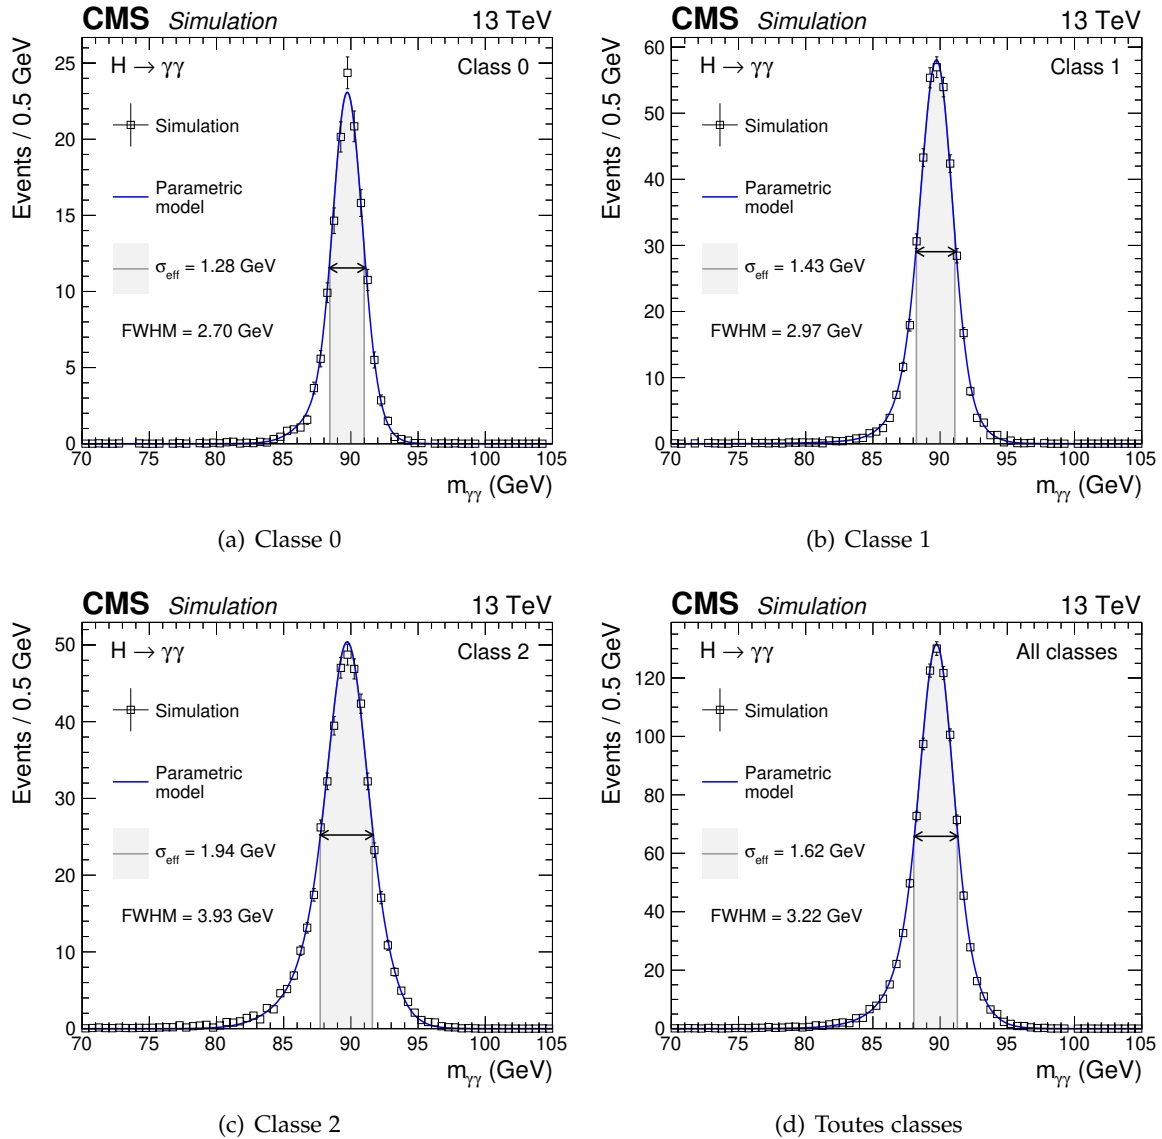 CMS Simulation 13 TeV
H → γγ Class 0
Simulation
Parametric
model
σeff = 1.28 GeV
FWHM = 2.70 GeV
Events / 0.5 GeV
25
20
15
10
5
0
70 75 80 85 90 95 100 105
mγγ (GeV)
(a) Classe 0
CMS Simulation 13 TeV
H → γγ Class 1
Simulation
Parametric
model
σeff = 1.43 GeV
FWHM = 2.97 GeV
Events / 0.5 GeV
60
50
40
30
20
10
0
70 75 80 85 90 95 100 105
mγγ (GeV)
(b) Classe 1
CMS Simulation 13 TeV
H → γγ Class 2
Simulation
Parametric
model
σeff = 1.94 GeV
FWHM = 3.93 GeV
Events / 0.5 GeV
50
40
30
20
10
0
70 75 80 85 90 95 100 105
mγγ (GeV)
(c) Classe 2
CMS Simulation 13 TeV
H → γγ All classes
Simulation
Parametric
model
σeff = 1.62 GeV
FWHM = 3.22 GeV
Events / 0.5 GeV
120
100
80
60
40
20
0
70 75 80 85 90 95 100 105
mγγ (GeV)
(d) Toutes classes